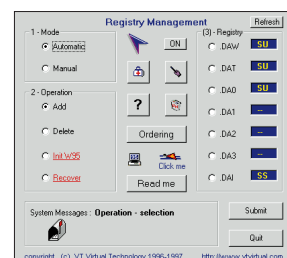 Registry Management
Refresh
1 - Mode
Automatic
Manual
2 - Operation
Add
Delete
Init W95
Recover
ON
?
Ordering
Click me
Read me
(3) - Registry
.DAW SU
.DAT SU
.DA0 SU
.DA1 --
.DA2 --
.DA3 --
.DAI SS
System Messages : Operation - selection
Submit
Quit
copyright (c) VT Virtual Technology 1996-1997 http://www.vtvirtual.com